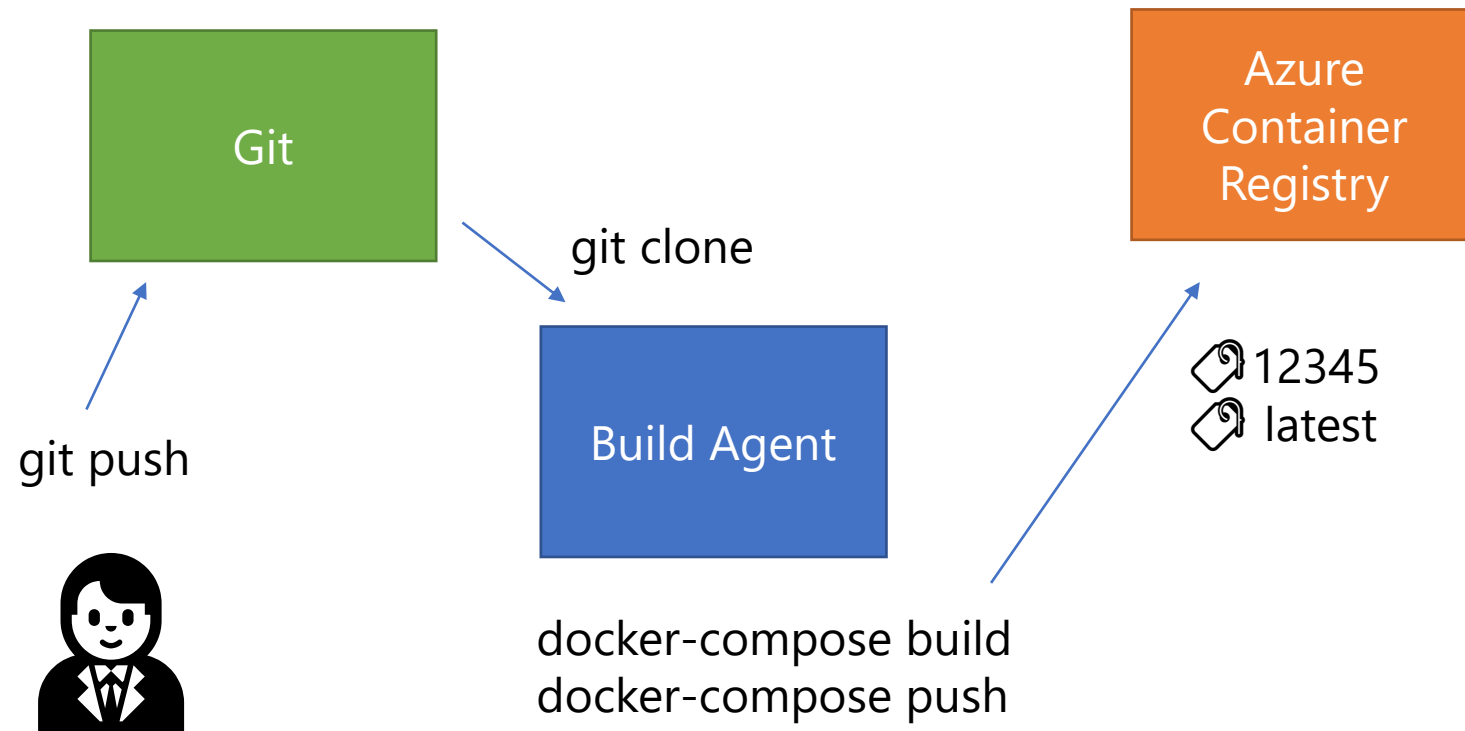 Git
Azure
Container
Registry
git clone
12345
latest
Build Agent
git push
docker-compose build
docker-compose push